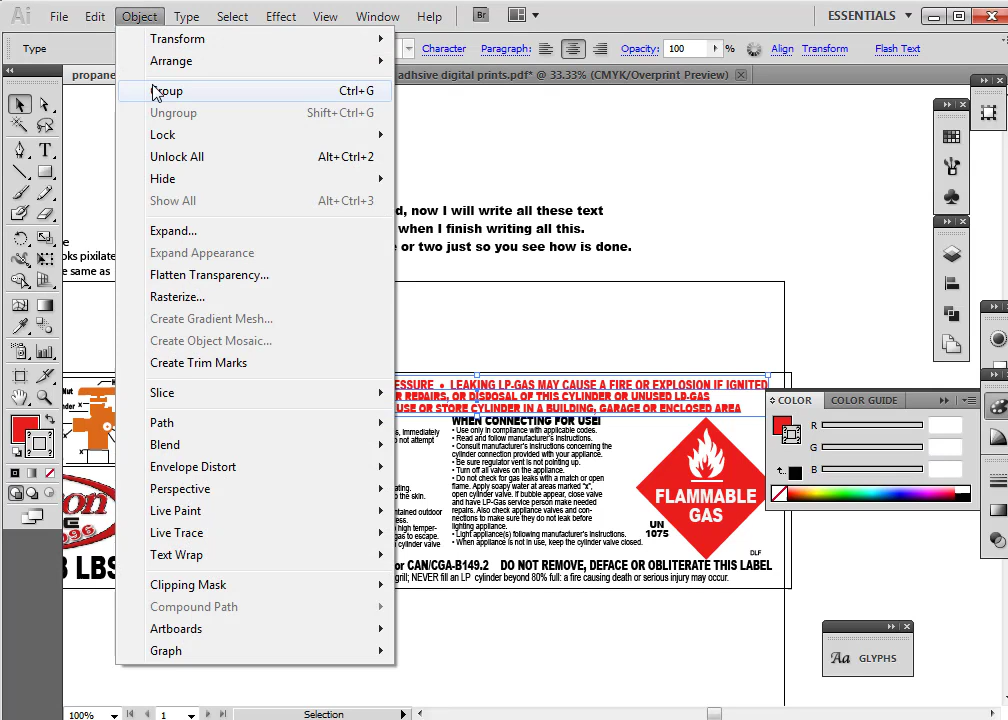 Ai File Edit Object Type Select Effect View Window Help Br ESSENTIALS
Type Character Paragraph: Opacity: 100 % Align Transform Flash Text
propane adhsive digital prints.pdf* @ 33.33% (CMYK/Overprint Preview)
Transform
Arrange
Group Ctrl+G
Ungroup Shift+Ctrl+G
Lock
Unlock All Alt+Ctrl+2
Hide
Show All Alt+Ctrl+3
Expand...
Expand Appearance
Flatten Transparency...
Rasterize...
Create Gradient Mesh...
Create Object Mosaic...
Create Trim Marks
Slice
Path
Blend
Envelope Distort
Perspective
Live Paint
Live Trace
Text Wrap
Clipping Mask
Compound Path
Artboards
Graph
d, now I will write all these text
when I finish writing all this.
e or two just so you see how is done.
e
ooks pixilate
e same as
ESSURE • LEAKING LP-GAS MAY CAUSE A FIRE OR EXPLOSION IF IGNITED
R REPAIRS, OR DISPOSAL OF THIS CYLINDER OR UNUSED LP-GAS
USE OR STORE CYLINDER IN A BUILDING, GARAGE OR ENCLOSED AREA
Nut
096
3 LBS
s, immediately
o not attempt
ating.
o the skin.
ntained outdoor
ess.
o high temper-
gas to escape.
e cylinder valve
WHEN CONNECTING FOR USE:
• Use only in compliance with applicable codes.
• Read and follow manufacturer's instructions.
• Consult manufacturer's instructions concerning the
cylinder connection provided with your appliance.
• Be sure regulator vent is not pointing up.
• Turn off all valves on the appliance.
• Do not check for gas leaks with a match or open
flame. Apply soapy water at areas marked "x",
open cylinder valve. If bubble appear, close valve
and have LP-Gas service person make needed
repairs. Also check appliance valves and con-
nections to make sure they do not leak before
lighting appliance.
• Light appliance(s) following manufacturer's instructions.
• When appliance is not in use, keep the cylinder valve closed.
FLAMMABLE
GAS
UN
1075
DLF
or CAN/CGA-B149.2 DO NOT REMOVE, DEFACE OR OBLITERATE THIS LABEL
grill; NEVER fill an LP cylinder beyond 80% full: a fire causing death or serious injury may occur.
COLOR COLOR GUIDE
R
G
B
Aa GLYPHS
100% 1 Selection